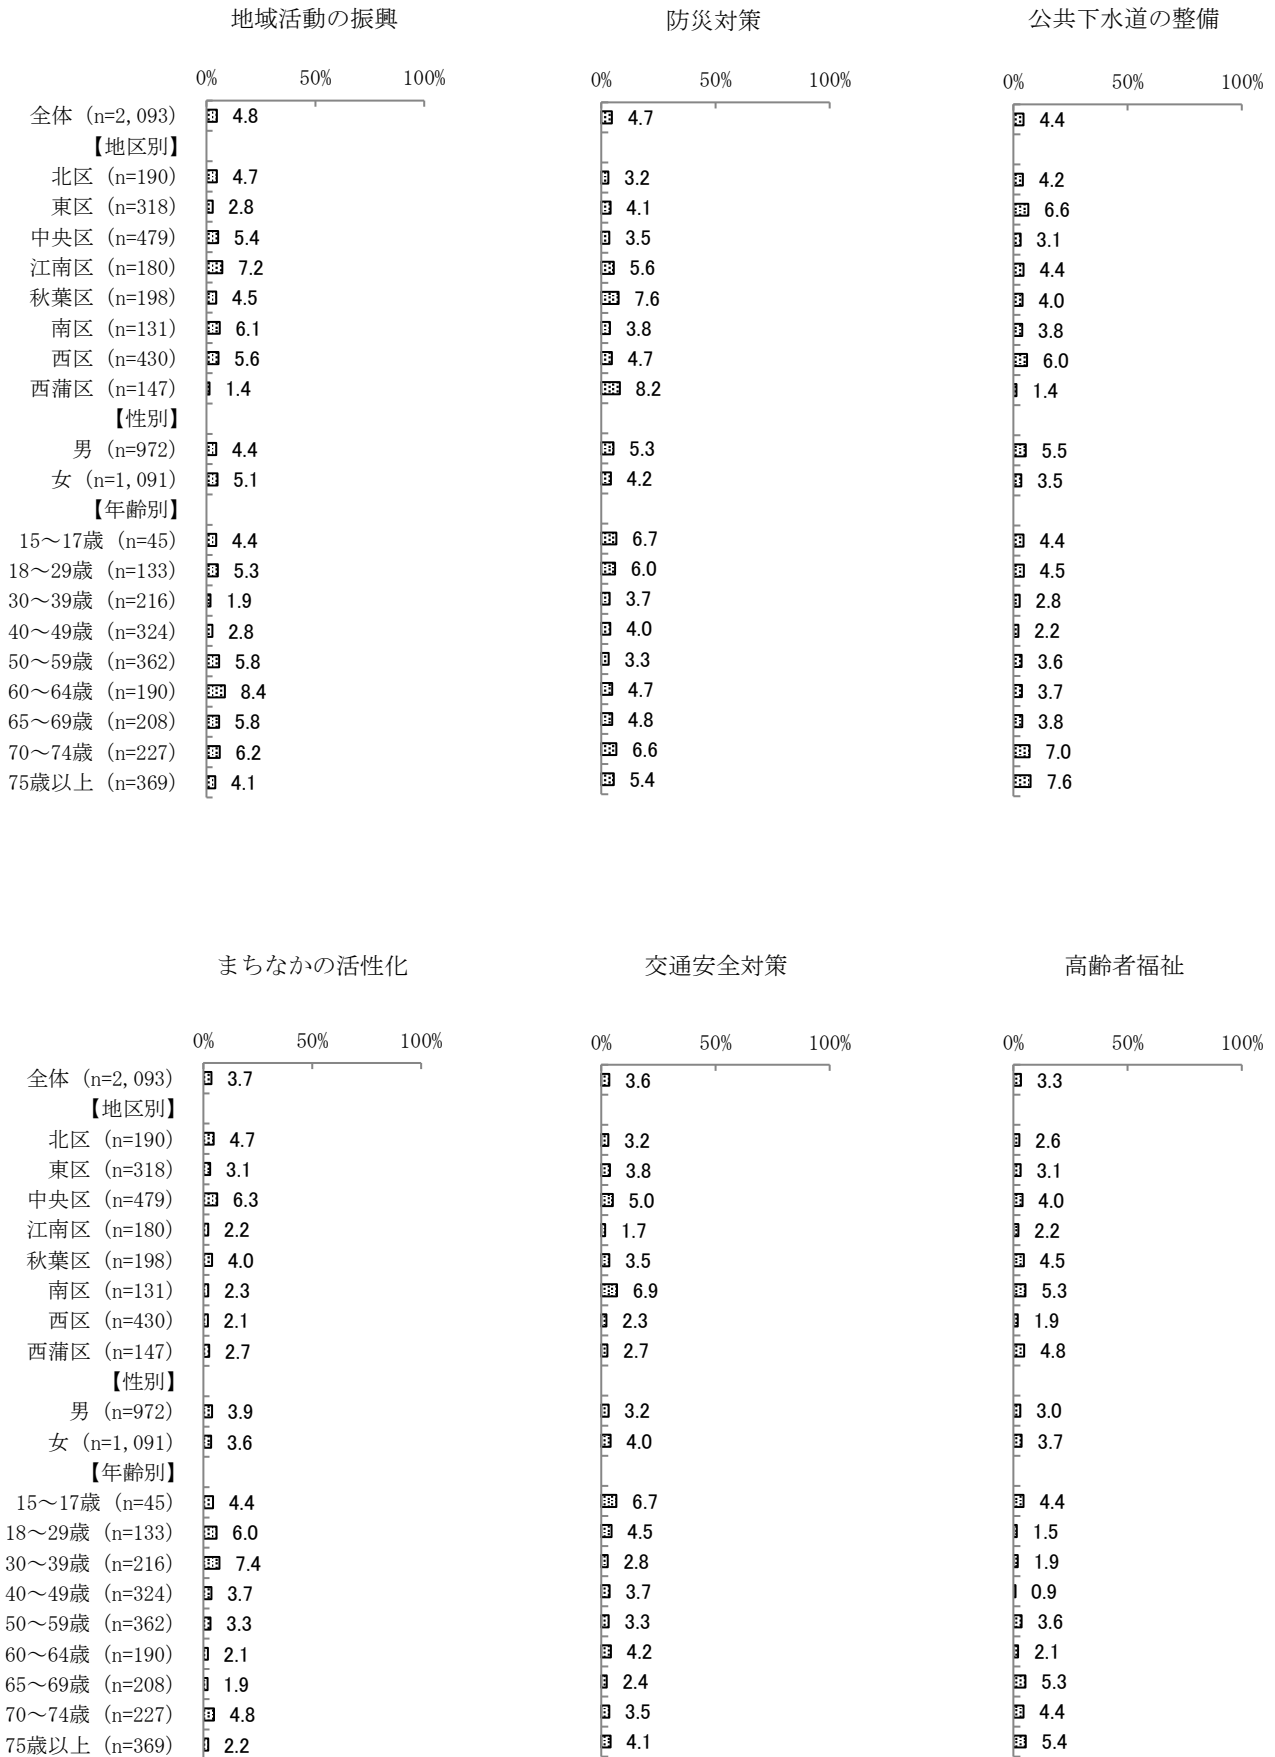 地域活動の振興 防災対策 公共下水道の整備
0% 50% 100% 0% 50% 100% 0% 50% 100%
全体 (n=2,093) 4.8 4.7 4.4
【地区別】
北区 (n=190) 4.7 3.2 4.2
東区 (n=318) 2.8 4.1 6.6
中央区 (n=479) 5.4 3.5 3.1
江南区 (n=180) 7.2 5.6 4.4
秋葉区 (n=198) 4.5 7.6 4.0
南区 (n=131) 6.1 3.8 3.8
西区 (n=430) 5.6 4.7 6.0
西蒲区 (n=147) 1.4 8.2 1.4
【性別】
男 (n=972) 4.4 5.3 5.5
女 (n=1,091) 5.1 4.2 3.5
【年齢別】
15～17歳 (n=45) 4.4 6.7 4.4
18～29歳 (n=133) 5.3 6.0 4.5
30～39歳 (n=216) 1.9 3.7 2.8
40～49歳 (n=324) 2.8 4.0 2.2
50～59歳 (n=362) 5.8 3.3 3.6
60～64歳 (n=190) 8.4 4.7 3.7
65～69歳 (n=208) 5.8 4.8 3.8
70～74歳 (n=227) 6.2 6.6 7.0
75歳以上 (n=369) 4.1 5.4 7.6
まちなかの活性化 交通安全対策 高齢者福祉
0% 50% 100% 0% 50% 100% 0% 50% 100%
全体 (n=2,093) 3.7 3.6 3.3
【地区別】
北区 (n=190) 4.7 3.2 2.6
東区 (n=318) 3.1 3.8 3.1
中央区 (n=479) 6.3 5.0 4.0
江南区 (n=180) 2.2 1.7 2.2
秋葉区 (n=198) 4.0 3.5 4.5
南区 (n=131) 2.3 6.9 5.3
西区 (n=430) 2.1 2.3 1.9
西蒲区 (n=147) 2.7 2.7 4.8
【性別】
男 (n=972) 3.9 3.2 3.0
女 (n=1,091) 3.6 4.0 3.7
【年齢別】
15～17歳 (n=45) 4.4 6.7 4.4
18～29歳 (n=133) 6.0 4.5 1.5
30～39歳 (n=216) 7.4 2.8 1.9
40～49歳 (n=324) 3.7 3.7 0.9
50～59歳 (n=362) 3.3 3.3 3.6
60～64歳 (n=190) 2.1 4.2 2.1
65～69歳 (n=208) 1.9 2.4 5.3
70～74歳 (n=227) 4.8 3.5 4.4
75歳以上 (n=369) 2.2 4.1 5.4